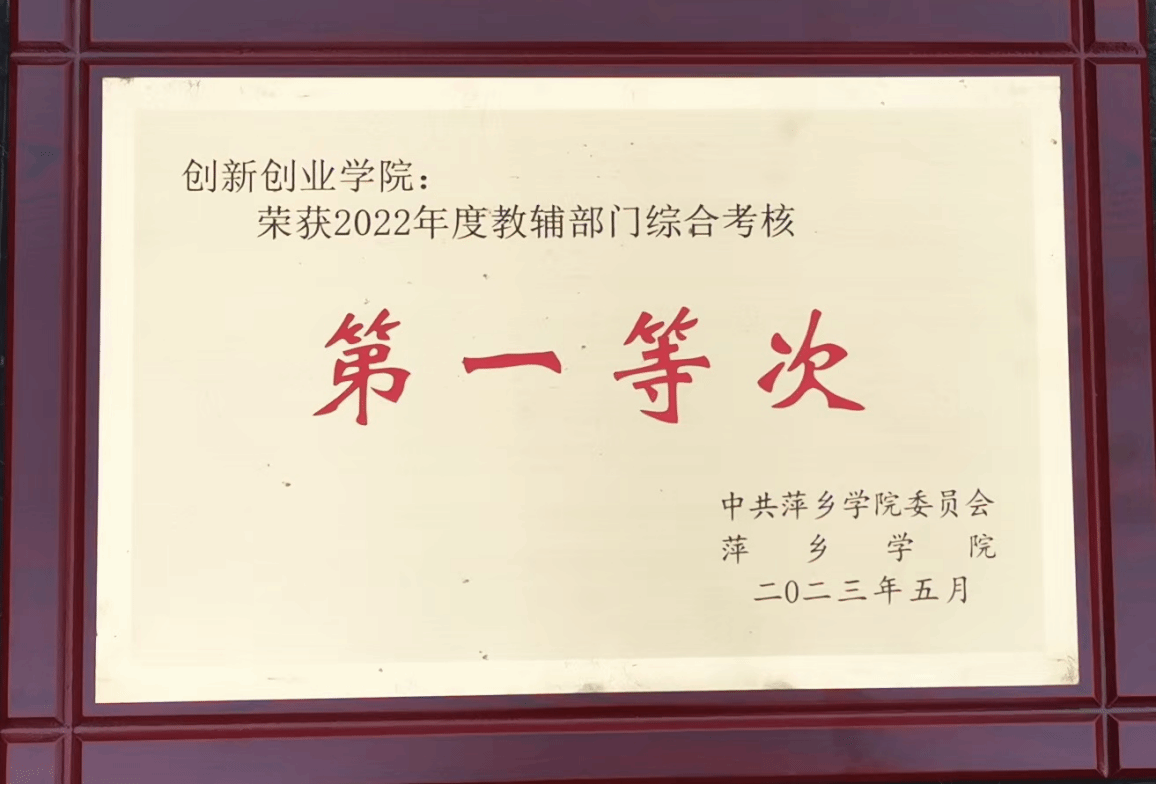 创新创业学院：
荣获2022年度教辅部门综合考核
第一等次
中共萍乡学院委员会
萍乡学院
二0二三年五月